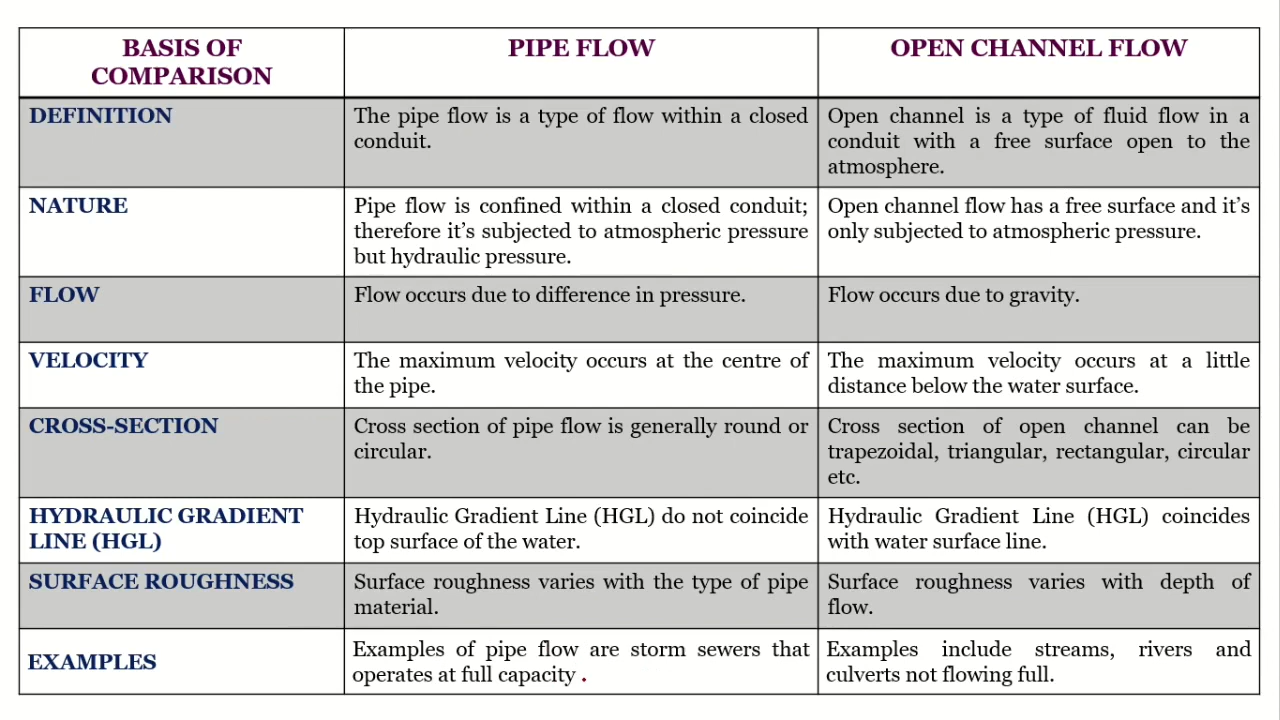 BASIS OF
COMPARISON
PIPE FLOW
OPEN CHANNEL FLOW
DEFINITION
The pipe flow is a type of flow within a closed
conduit.
Open channel is a type of fluid flow in a
conduit with a free surface open to the
atmosphere.
NATURE
Pipe flow is confined within a closed conduit;
therefore it’s subjected to atmospheric pressure
but hydraulic pressure.
Open channel flow has a free surface and it’s
only subjected to atmospheric pressure.
FLOW
Flow occurs due to difference in pressure.
Flow occurs due to gravity.
VELOCITY
The maximum velocity occurs at the centre of
the pipe.
The maximum velocity occurs at a little
distance below the water surface.
CROSS-SECTION
Cross section of pipe flow is generally round or
circular.
Cross section of open channel can be
trapezoidal, triangular, rectangular, circular
etc.
HYDRAULIC GRADIENT
LINE (HGL)
Hydraulic Gradient Line (HGL) do not coincide
top surface of the water.
Hydraulic Gradient Line (HGL) coincides
with water surface line.
SURFACE ROUGHNESS
Surface roughness varies with the type of pipe
material.
Surface roughness varies with depth of
flow.
EXAMPLES
Examples of pipe flow are storm sewers that
operates at full capacity .
Examples include streams, rivers and
culverts not flowing full.